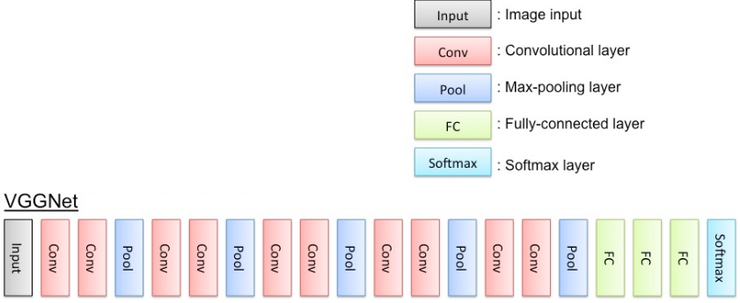 Input : Image input
Conv : Convolutional layer
Pool : Max-pooling layer
FC : Fully-connected layer
Softmax : Softmax layer
VGGNet
Input Conv Conv Pool Conv Conv Pool Conv Conv Pool Conv Conv Pool Conv Conv Pool FC FC FC Softmax